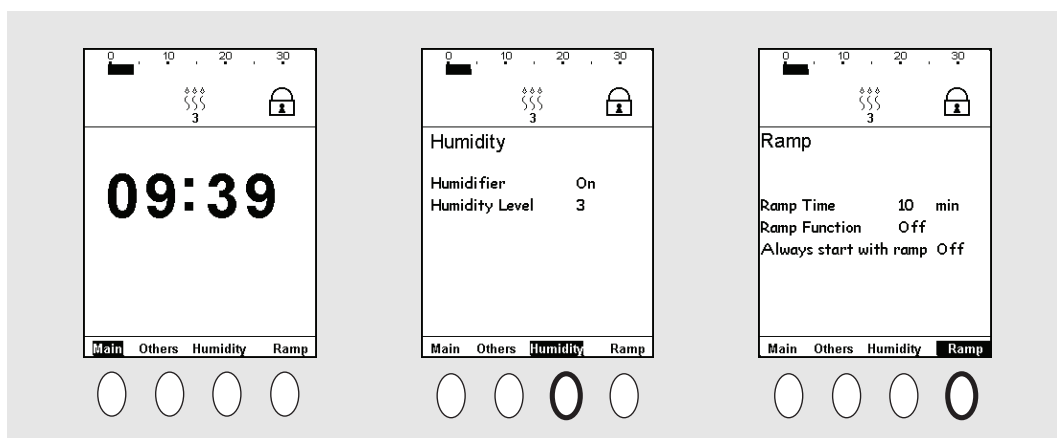 0 10 20 30
3
09:39
Main Others Humidity Ramp
0 10 20 30
3
Humidity
Humidifier On
Humidity Level 3
Main Others Humidity Ramp
0 10 20 30
3
Ramp
Ramp Time 10 min
Ramp Function Off
Always start with ramp Off
Main Others Humidity Ramp